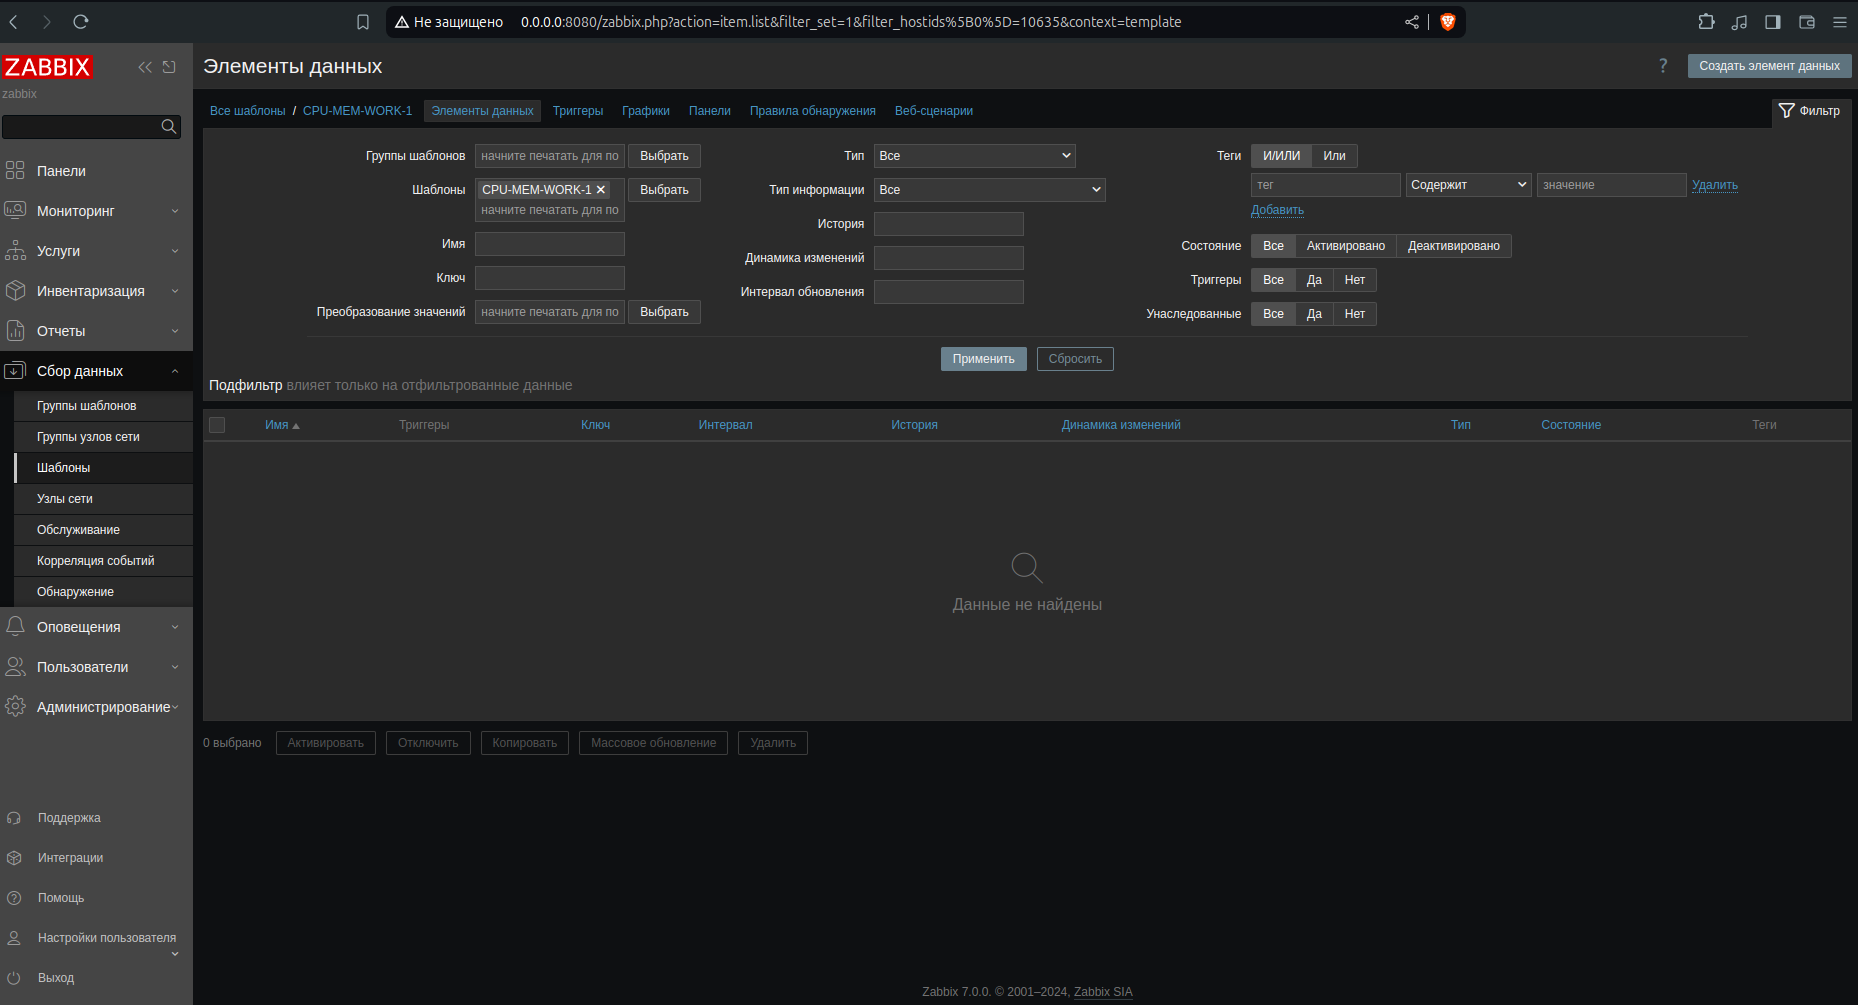 Не защищено 0.0.0.0:8080/zabbix.php?action=item.list&filter_set=1&filter_hostids%5B0%5D=10635&context=template
ZABBIX
zabbix
Панели
Мониторинг
Услуги
Инвентаризация
Отчеты
Сбор данных
Группы шаблонов
Группы узлов сети
Шаблоны
Узлы сети
Обслуживание
Корреляция событий
Обнаружение
Оповещения
Пользователи
Администрирование
Поддержка
Интеграции
Помощь
Настройки пользователя
Выход
Элементы данных
? Создать элемент данных
Все шаблоны / CPU-MEM-WORK-1 Элементы данных Триггеры Графики Панели Правила обнаружения Веб-сценарии
Фильтр
Группы шаблонов начните печатать для по Выбрать
Шаблоны CPU-MEM-WORK-1 Выбрать
начните печатать для по
Имя
Ключ
Преобразование значений начните печатать для по Выбрать
Тип Все
Тип информации Все
История
Динамика изменений
Интервал обновления
Теги И/ИЛИ Или
тег Содержит значение Удалить
Добавить
Состояние Все Активировано Деактивировано
Триггеры Все Да Нет
Унаследованные Все Да Нет
Применить Сбросить
Подфильтр влияет только на отфильтрованные данные
Имя Триггеры Ключ Интервал История Динамика изменений Тип Состояние Теги
Данные не найдены
0 выбрано Активировать Отключить Копировать Массовое обновление Удалить
Zabbix 7.0.0. © 2001–2024, Zabbix SIA